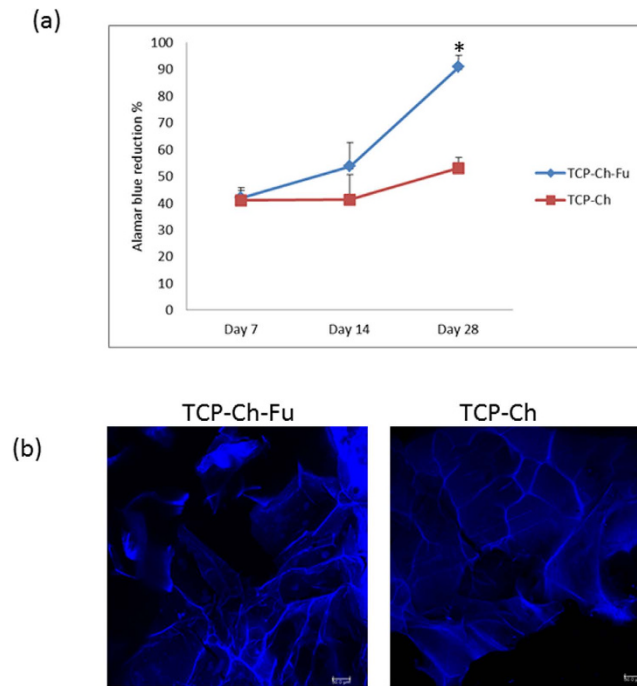 (a)
100
90
80
70
60
50
40
30
20
10
0
Alamar blue reduction %
*
Day 7
Day 14
Day 28
TCP-Ch-Fu
TCP-Ch
(b)
TCP-Ch-Fu
TCP-Ch